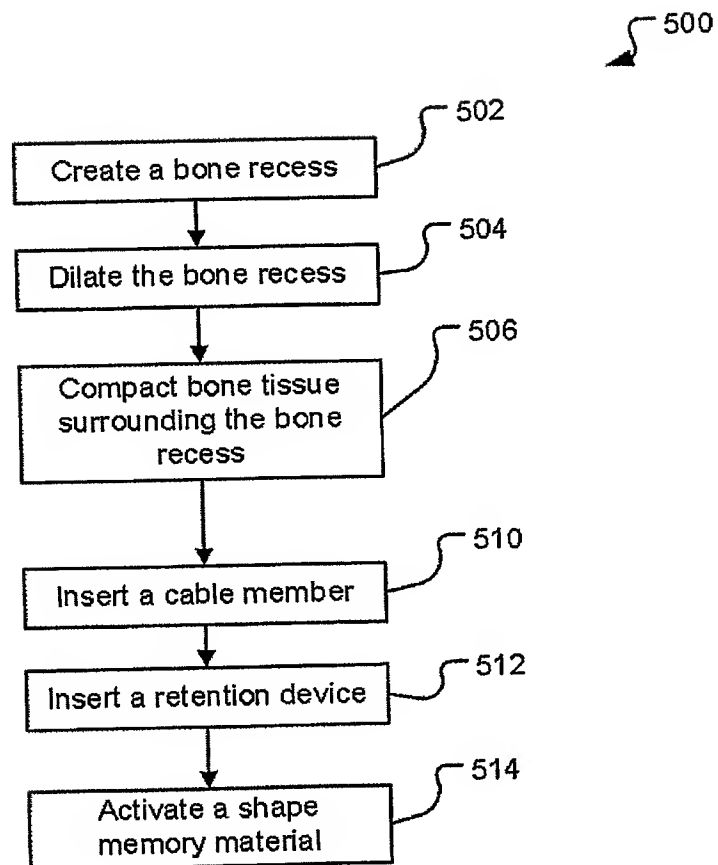 500
502
Create a bone recess
504
Dilate the bone recess
506
Compact bone tissue
surrounding the bone
recess
510
Insert a cable member
512
Insert a retention device
514
Activate a shape
memory material